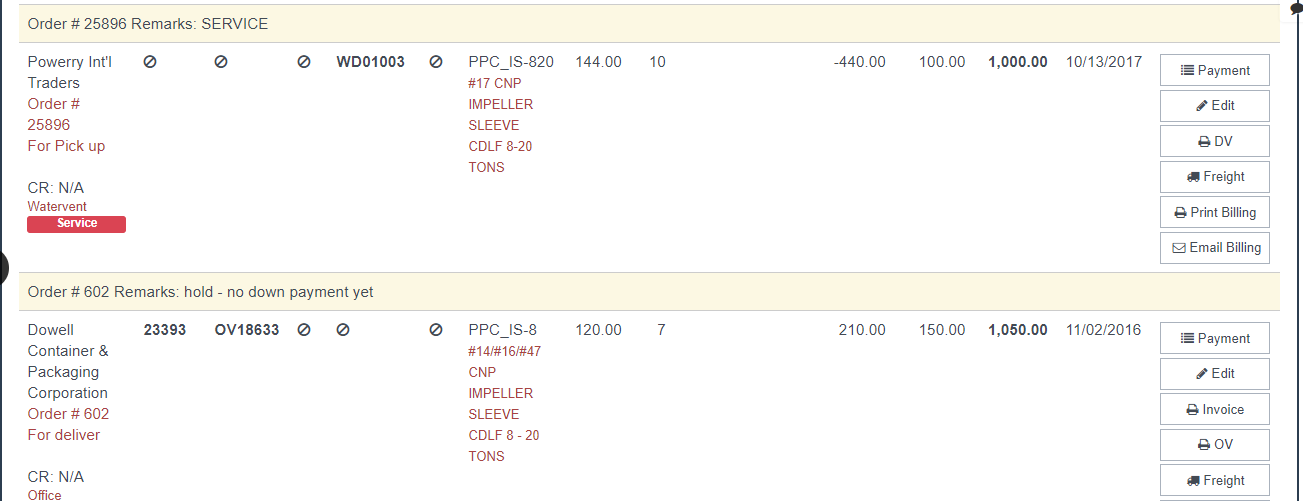 Order # 25896 Remarks: SERVICE
Powerry Int'l WD01003 PPC_IS-820 144.00 10 -440.00 100.00 1,000.00 10/13/2017
Traders
Order #
25896
For Pick up
CR: N/A
Watervent
Service
#17 CNP
IMPELLER
SLEEVE
CDLF 8-20
TONS
Payment
Edit
DV
Freight
Print Billing
Email Billing
Order # 602 Remarks: hold - no down payment yet
Dowell 23393 OV18633 PPC_IS-8 120.00 7 210.00 150.00 1,050.00 11/02/2016
Container &
Packaging
Corporation
Order # 602
For deliver
CR: N/A
Office
#14/#16/#47
CNP
IMPELLER
SLEEVE
CDLF 8 - 20
TONS
Payment
Edit
Invoice
OV
Freight